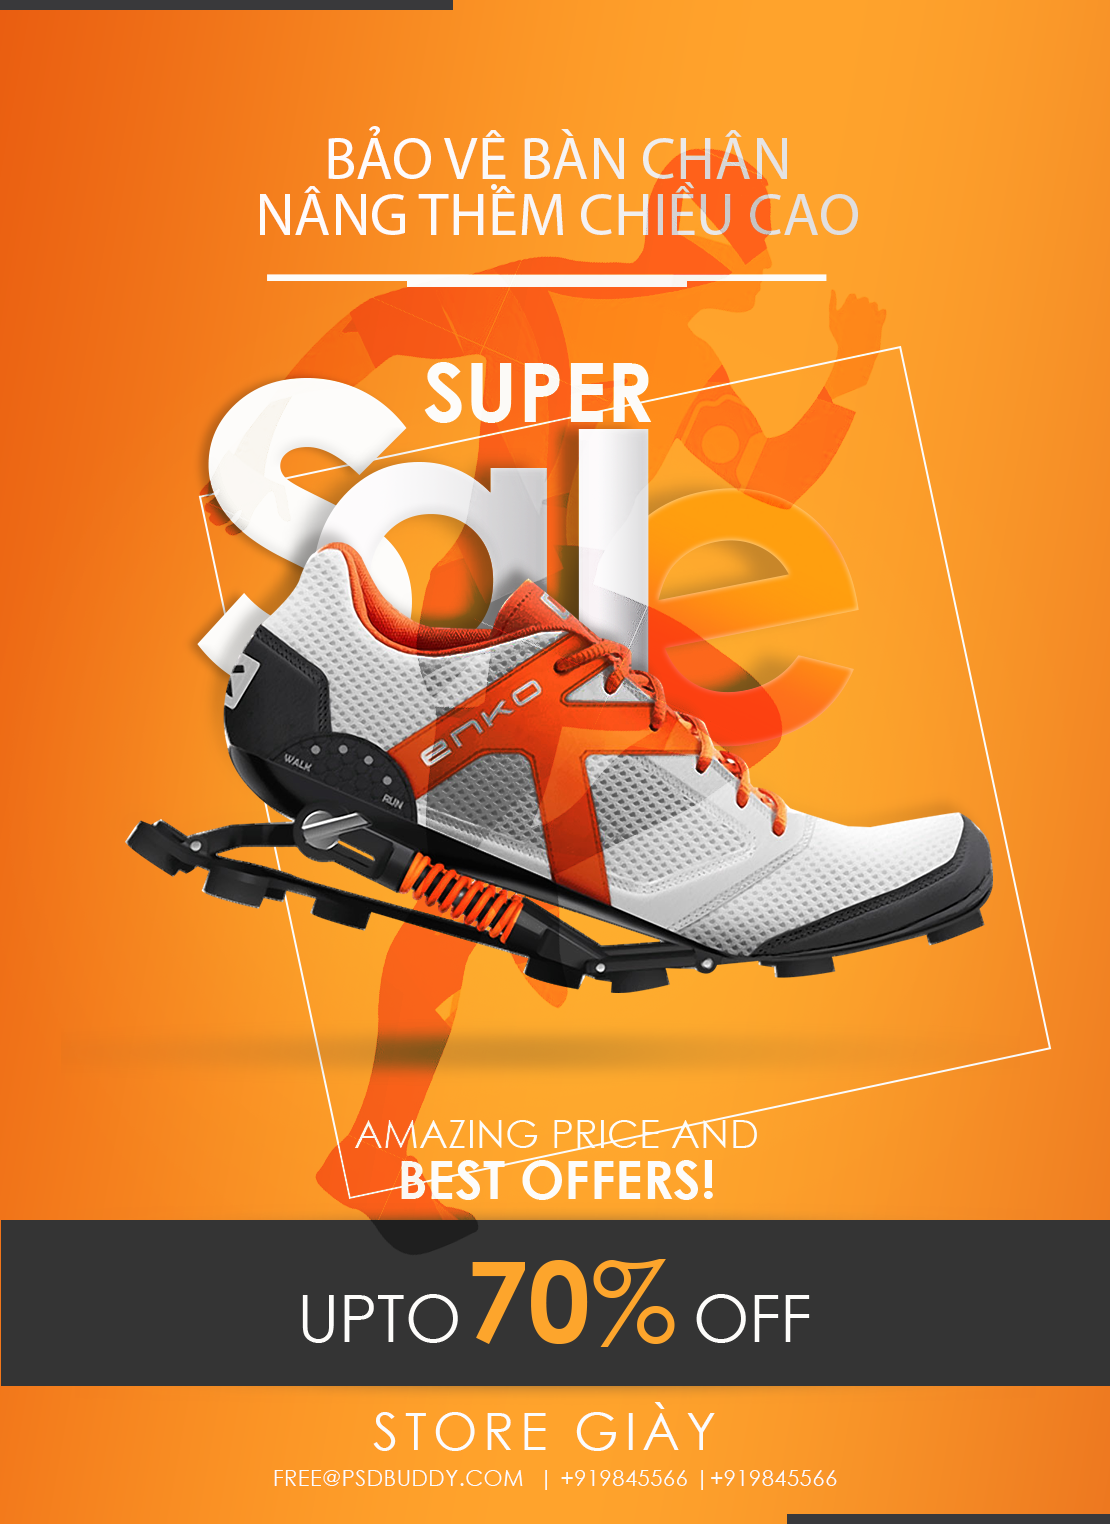 BẢO VỆ BÀN CHÂN
NÂNG THÊM CHIỀU CAO
SUPER
Sale
enko
WALK
RUN
AMAZING PRICE AND
BEST OFFERS!
UPTO 70% OFF
STORE GIÀY
FREE@PSDBUDDY.COM | +919845566 | +919845566